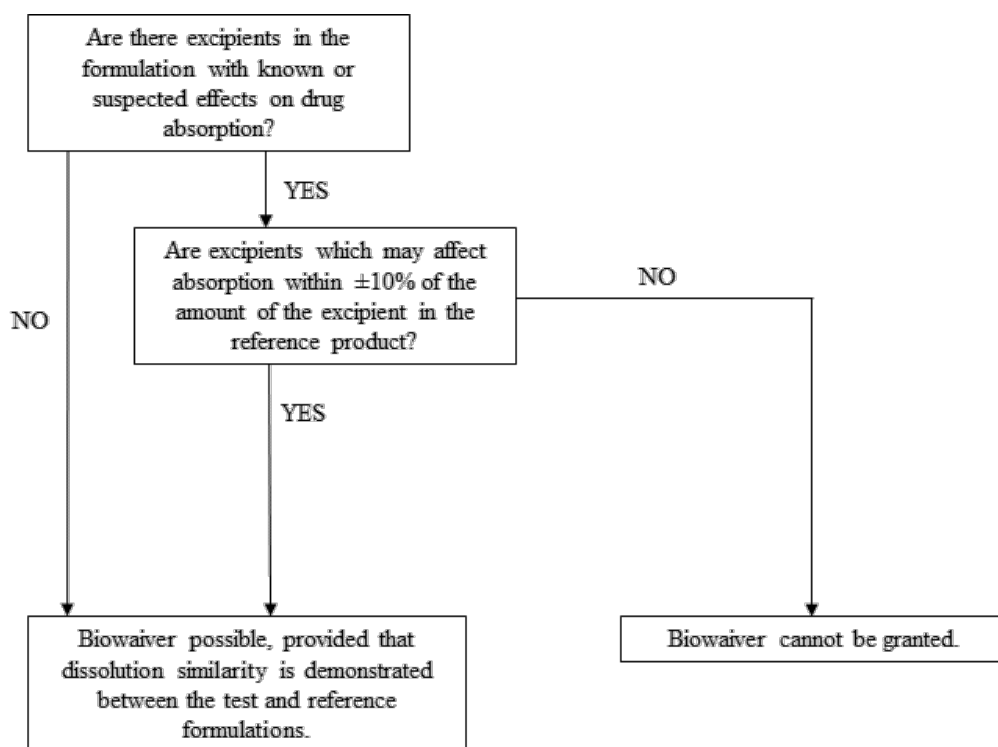 Are there excipients in the
formulation with known or
suspected effects on drug
absorption?
YES
Are excipients which may affect
absorption within ±10% of the
amount of the excipient in the
reference product?
NO
NO
YES
Biowaiver possible, provided that
dissolution similarity is demonstrated
between the test and reference
formulations.
Biowaiver cannot be granted.